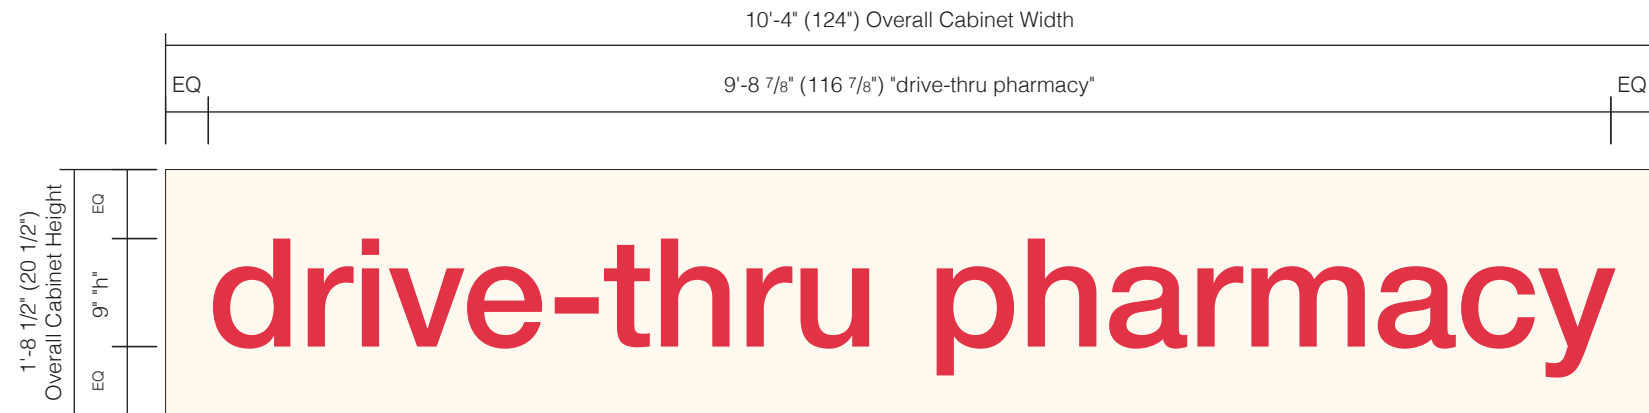 10'-4" (124") Overall Cabinet Width
EQ
9'-8 7/8" (116 7/8") "drive-thru pharmacy"
EQ
1'-8 1/2" (20 1/2")
Overall Cabinet Height
EQ
9" "h"
EQ
drive-thru pharmacy